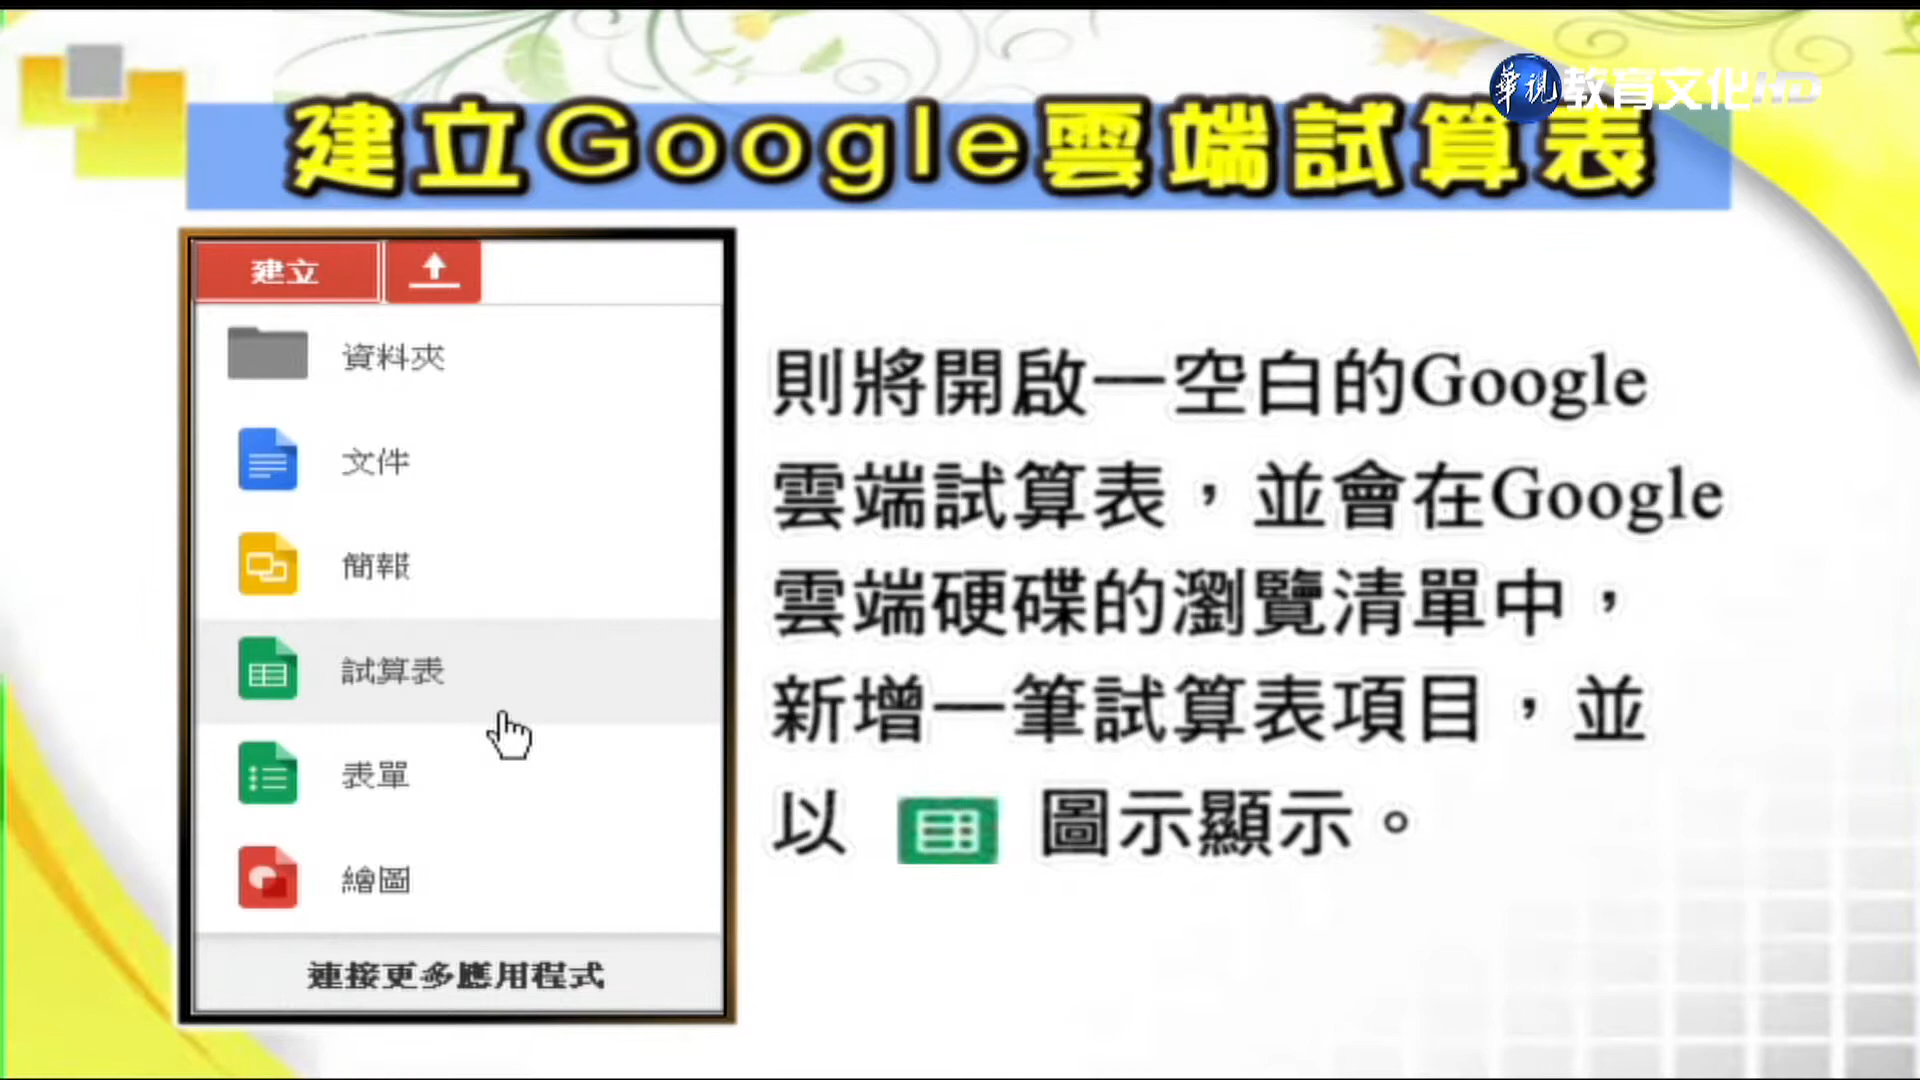 華視 教育文化HD
建立Google雲端試算表
建立
資料夾
文件
簡報
試算表
表單
繪圖
連接更多應用程式
則將開啟一空白的Google
雲端試算表，並會在Google
雲端硬碟的瀏覽清單中，
新增一筆試算表項目，並
以 圖示顯示。